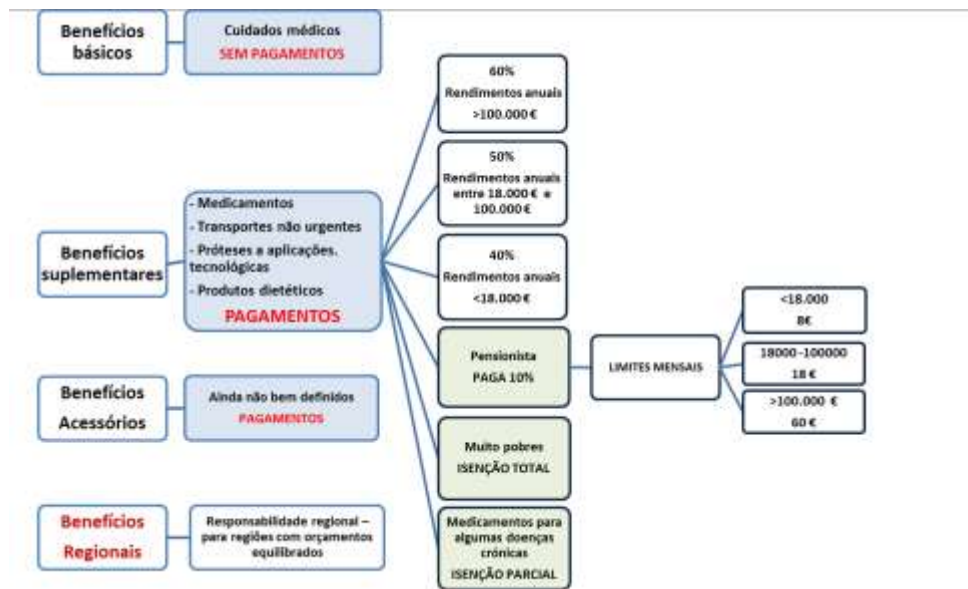 Benefícios
básicos
Cuidados médicos
SEM PAGAMENTOS
60%
Rendimentos anuais
>100.000 €
50%
Rendimentos anuais
entre 18.000 € e
100.000 €
Benefícios
suplementares
- Medicamentos
- Transportes não urgentes
- Próteses a aplicações.
tecnológicas
- Produtos dietéticos
PAGAMENTOS
40%
Rendimentos anuais
<18.000 €
Pensionista
PAGA 10%
LIMITES MENSAIS
<18.000
8€
18000-100000
18 €
>100.000 €
60 €
Benefícios
Acessórios
Ainda não bem definidos
PAGAMENTOS
Muito pobres
ISENÇÃO TOTAL
Benefícios
Regionais
Responsabilidade regional –
para regiões com orçamentos
equilibrados
Medicamentos para
algumas doenças
crónicas
ISENÇÃO PARCIAL